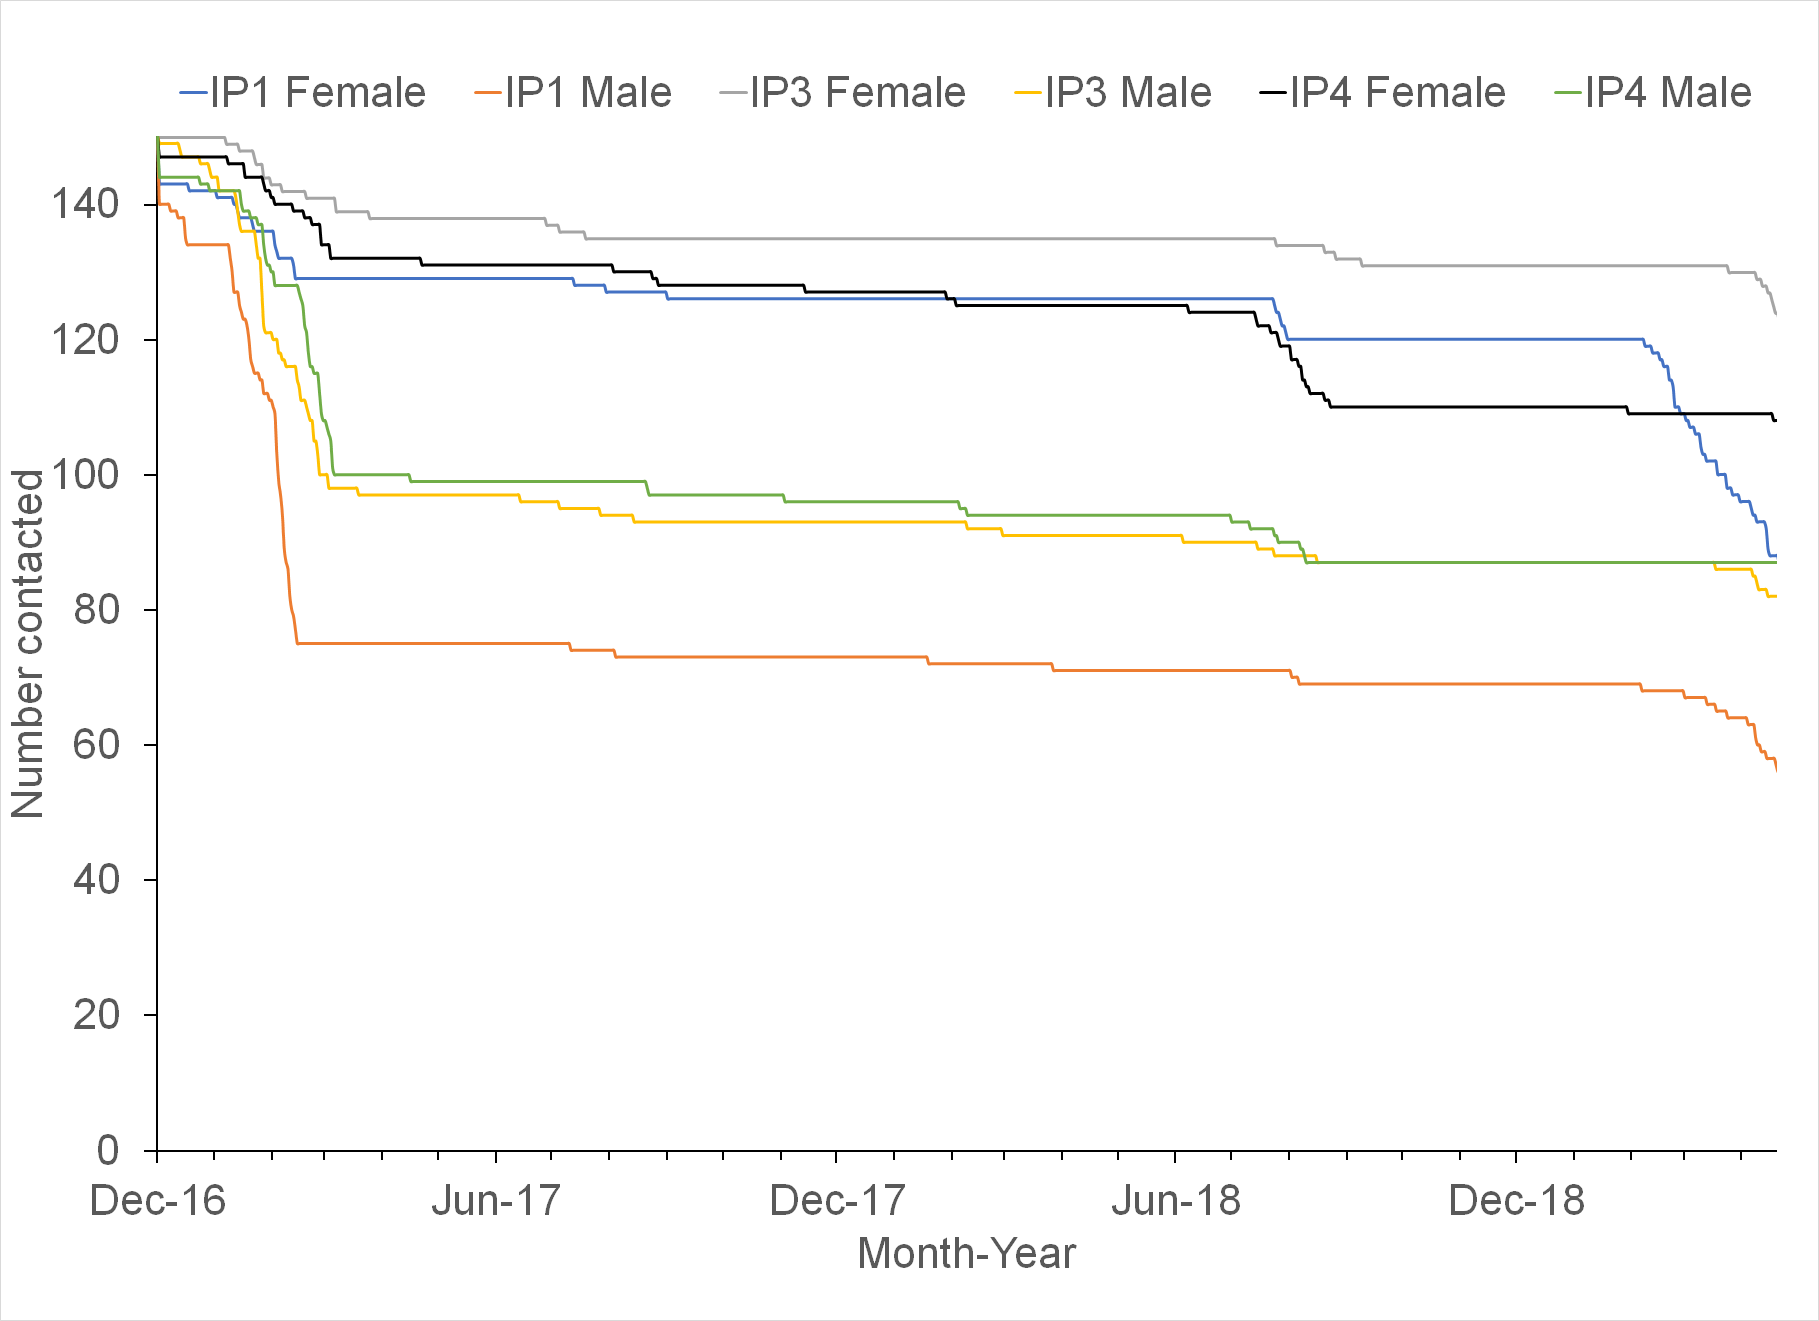 IP1 Female IP1 Male IP3 Female IP3 Male IP4 Female IP4 Male
140
120
100
80
60
40
20
0
Number contacted
Dec-16 Jun-17 Dec-17 Jun-18 Dec-18
Month-Year